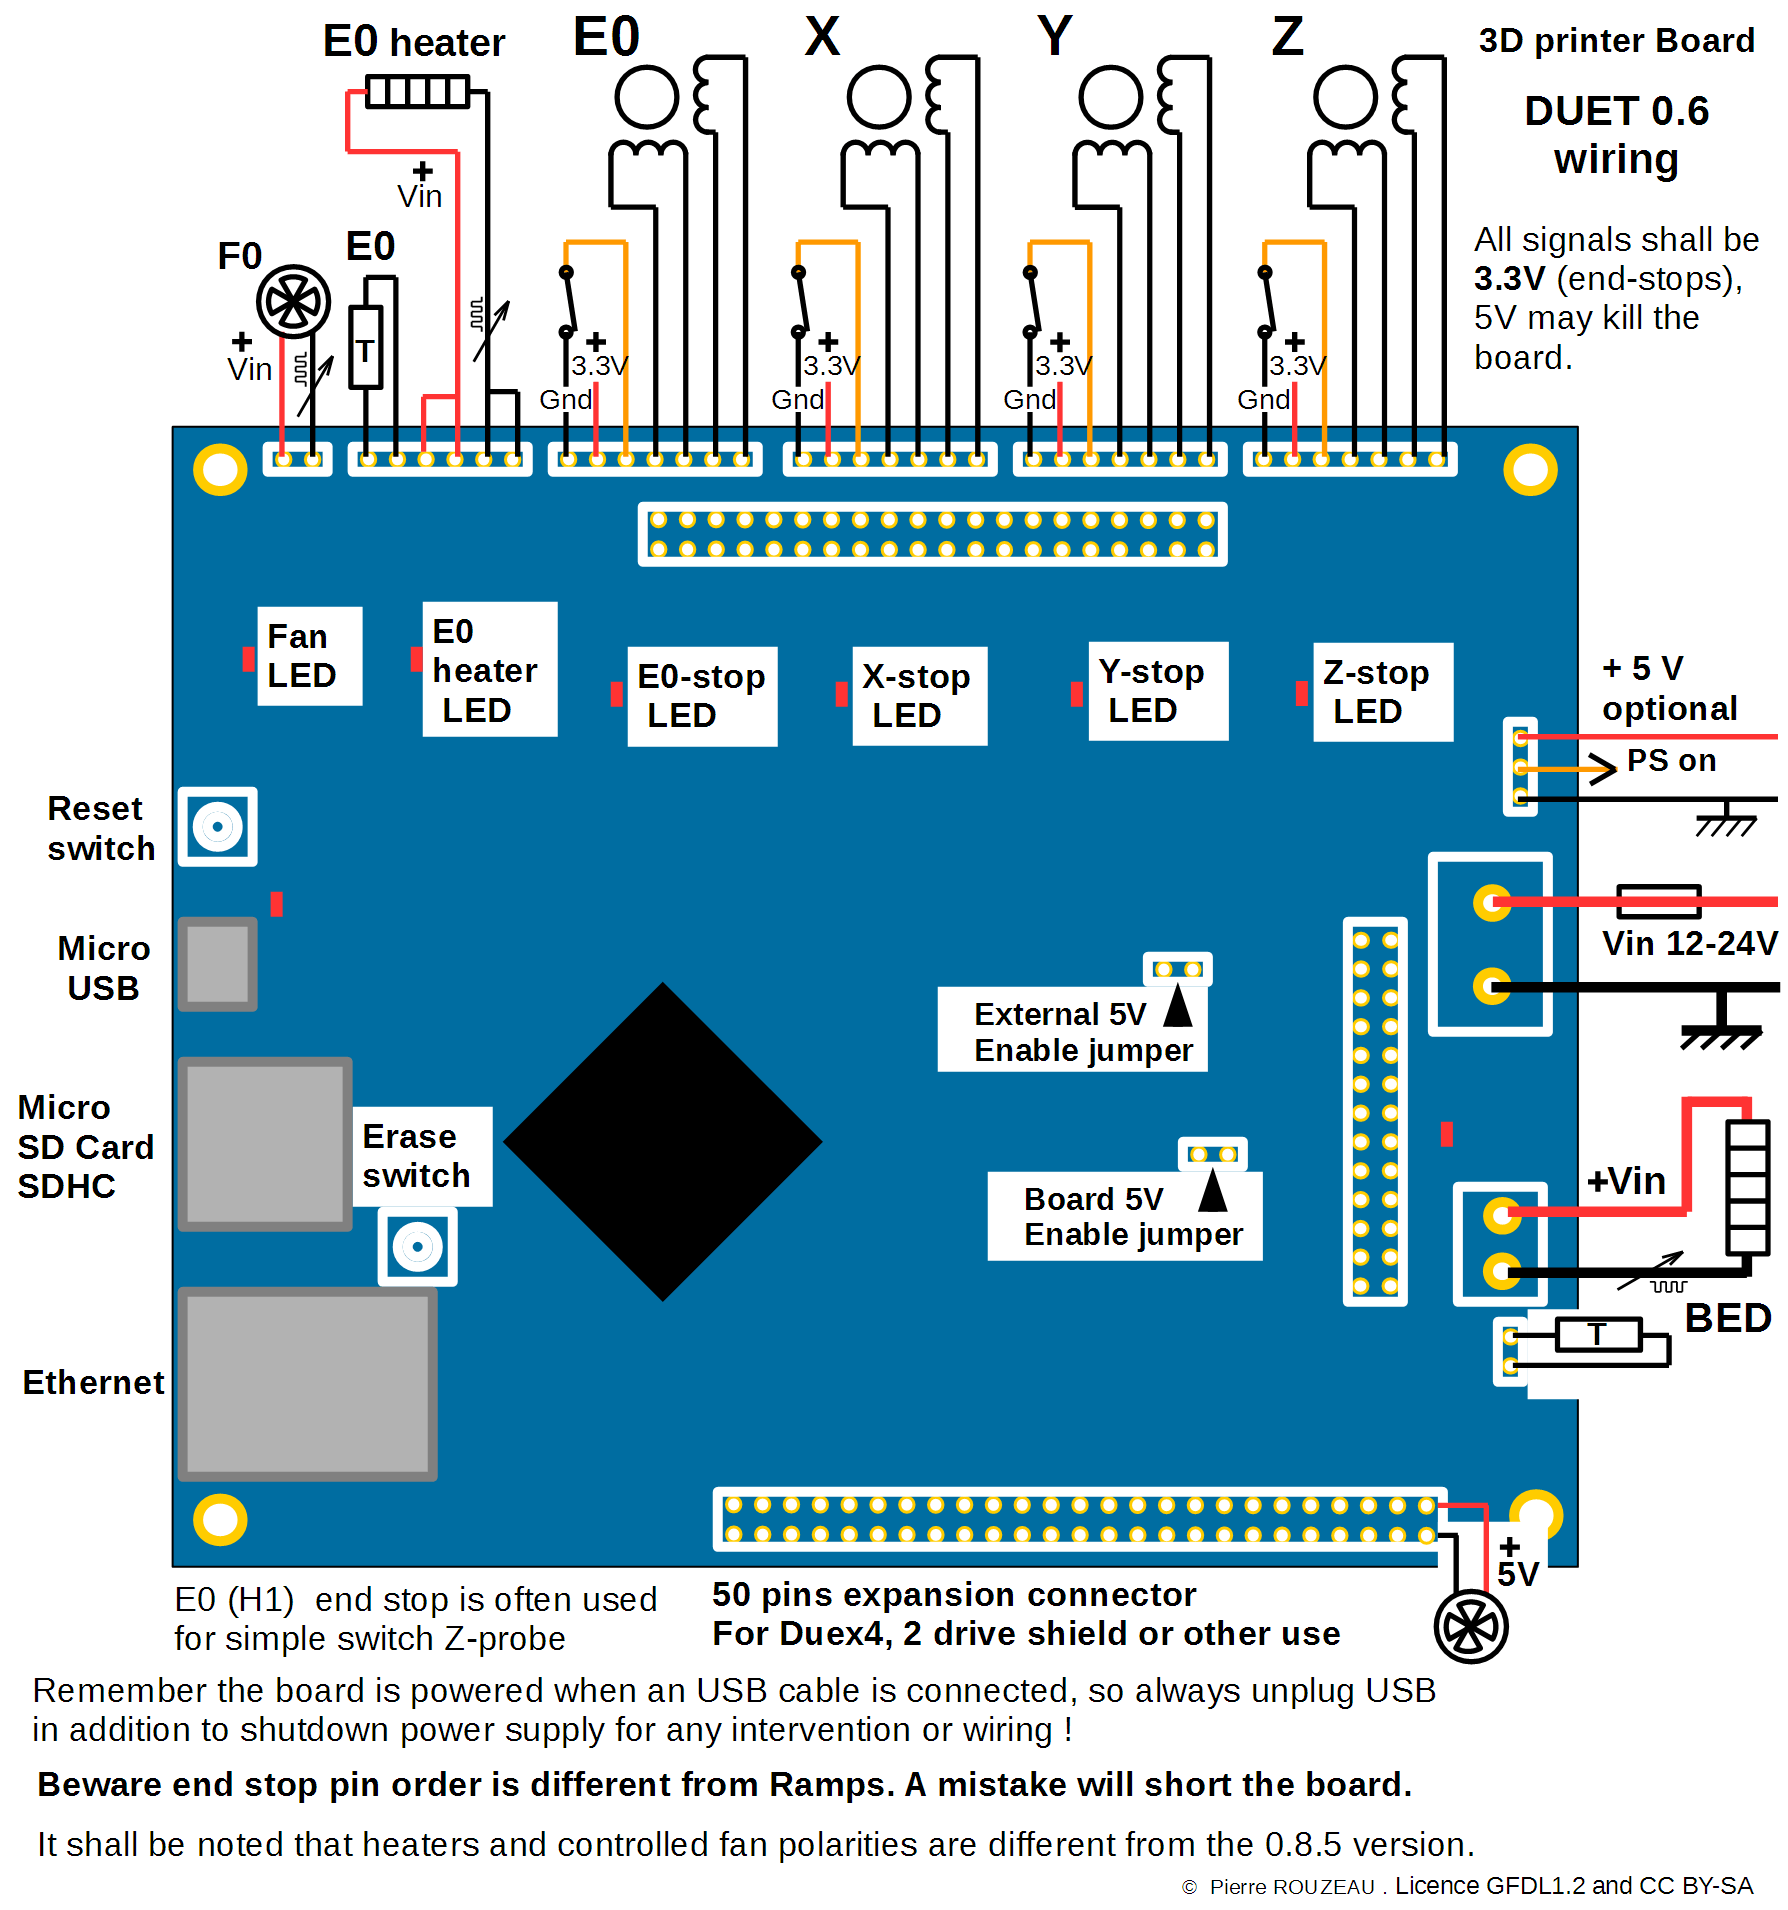 E0 heater
E0
X
Y
Z
3D printer Board
DUET 0.6
wiring
+
Vin
F0
E0
+
Vin
T
All signals shall be
3.3V (end-stops),
5V may kill the
board.
+
3.3V
Gnd
+
3.3V
Gnd
+
3.3V
Gnd
+
3.3V
Gnd
Fan
LED
E0
heater
LED
E0-stop
LED
X-stop
LED
Y-stop
LED
Z-stop
LED
+ 5 V
optional
PS on
Reset
switch
Vin 12-24V
Micro
USB
External 5V
Enable jumper
Micro
SD Card
SDHC
Erase
switch
Board 5V
Enable jumper
+Vin
BED
T
Ethernet
+
5V
E0 (H1)  end stop is often used
for simple switch Z-probe
50 pins expansion connector
For Duex4, 2 drive shield or other use
Remember the board is powered when an USB cable is connected, so always unplug USB
in addition to shutdown power supply for any intervention or wiring !
Beware end stop pin order is different from Ramps. A mistake will short the board.
It shall be noted that heaters and controlled fan polarities are different from the 0.8.5 version.
© Pierre ROUZEAU . Licence GFDL1.2 and CC BY-SA